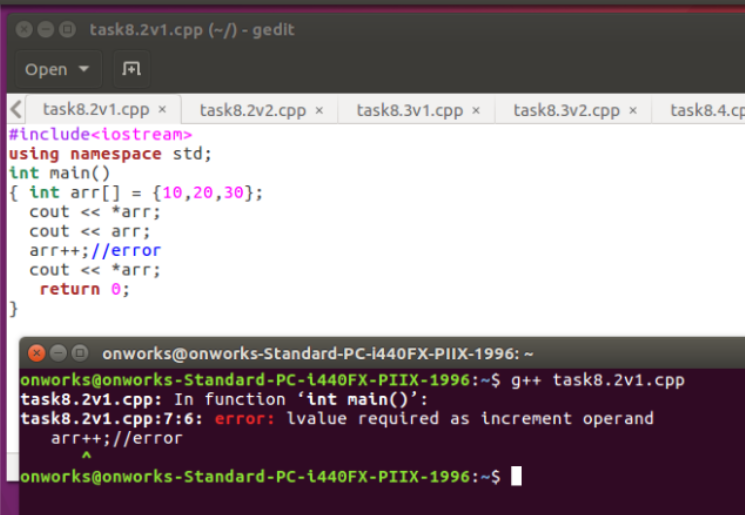 task8.2v1.cpp (~/) - gedit
Open
task8.2v1.cpp × task8.2v2.cpp × task8.3v1.cpp × task8.3v2.cpp × task8.4.cp
#include<iostream>
using namespace std;
int main()
{ int arr[] = {10,20,30};
  cout << *arr;
  cout << arr;
  arr++;//error
  cout << *arr;
   return 0;
}
onworks@onworks-Standard-PC-i440FX-PIIX-1996: ~
onworks@onworks-Standard-PC-i440FX-PIIX-1996:~$ g++ task8.2v1.cpp
task8.2v1.cpp: In function ‘int main()’:
task8.2v1.cpp:7:6: error: lvalue required as increment operand
   arr++;//error
      ^
onworks@onworks-Standard-PC-i440FX-PIIX-1996:~$